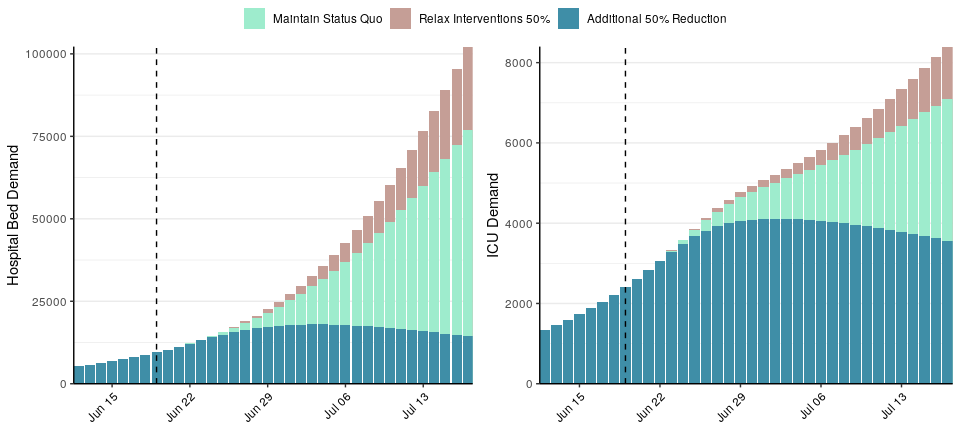 Maintain Status Quo
Relax Interventions 50%
Additional 50% Reduction
Hospital Bed Demand
100000
75000
50000
25000
0
Jun 15
Jun 22
Jun 29
Jul 06
Jul 13
ICU Demand
8000
6000
4000
2000
0
Jun 15
Jun 22
Jun 29
Jul 06
Jul 13